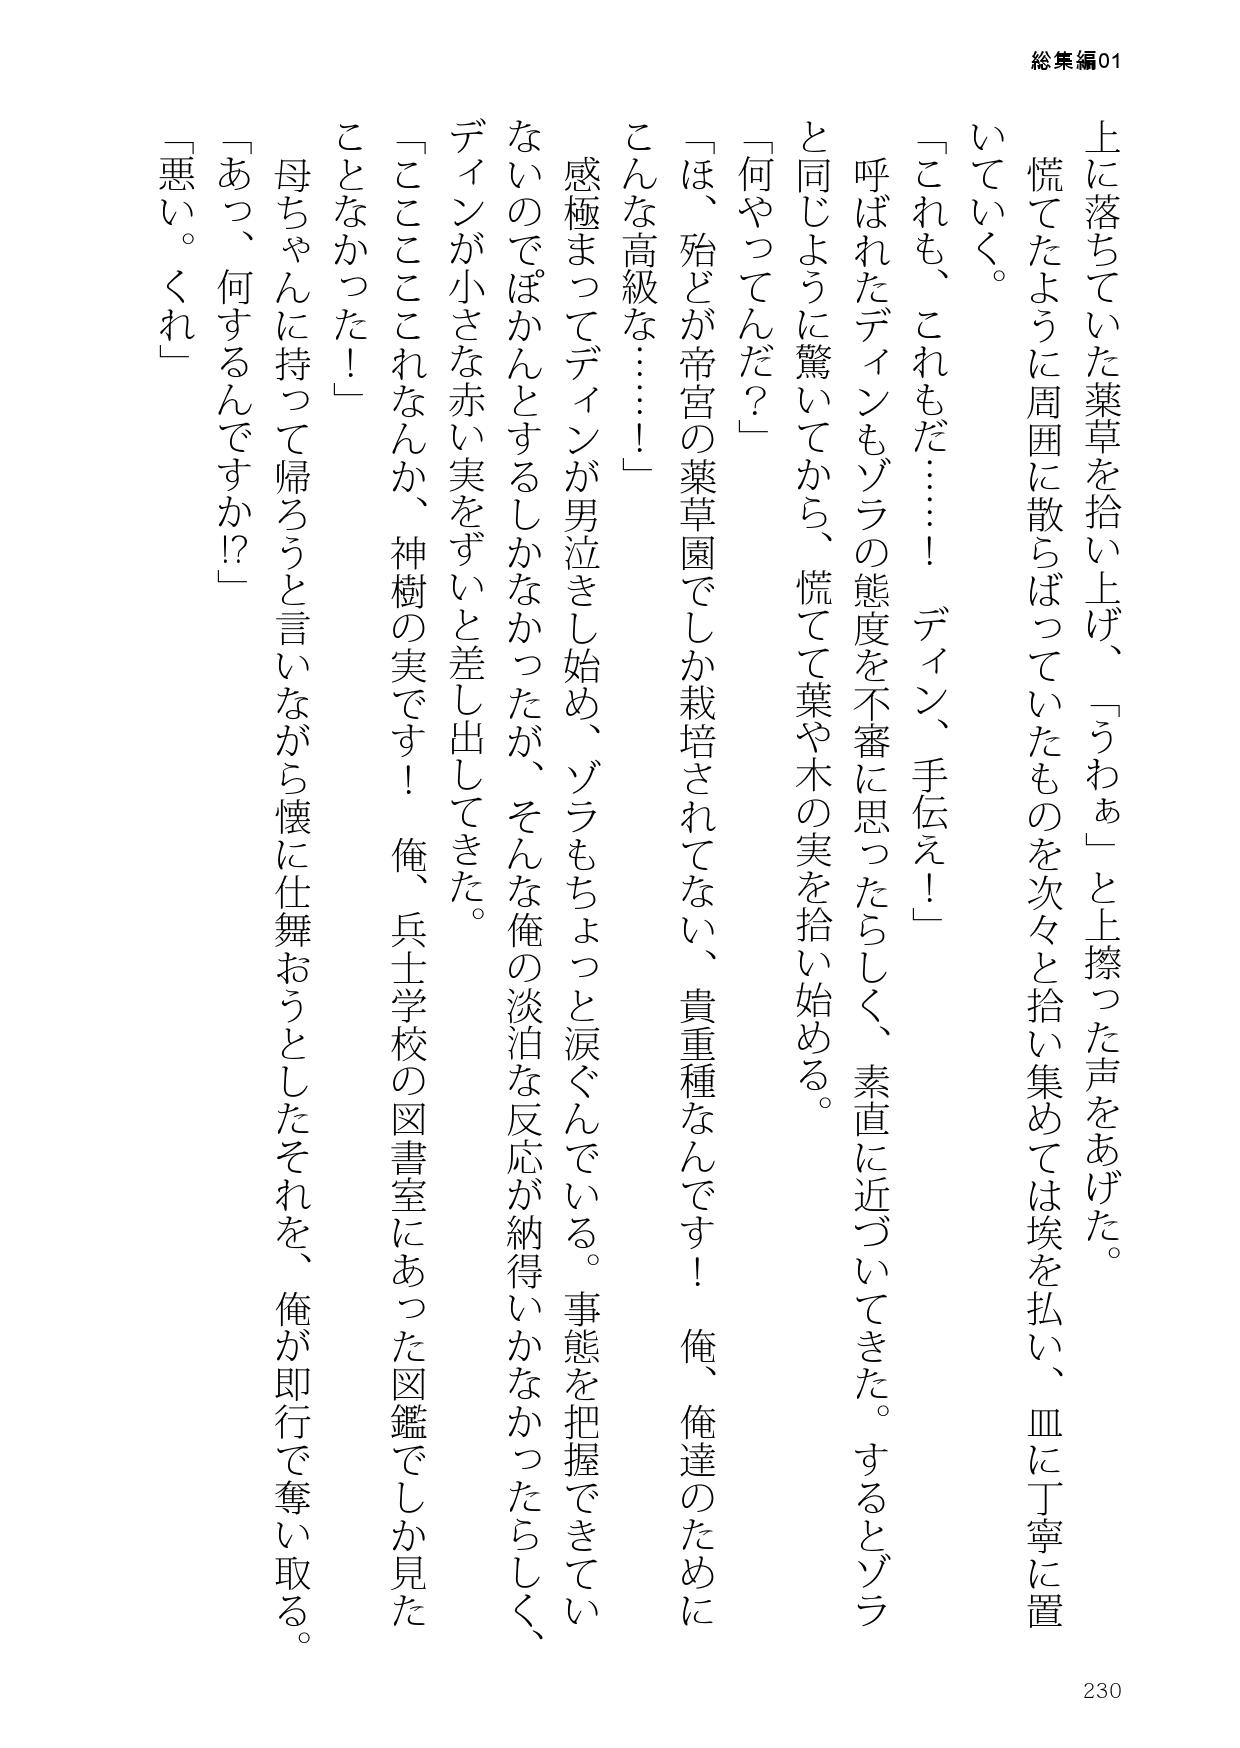 総集編01
上に落ちていた薬草を拾い上げ、「うわぁ」と上擦った声をあげた。
　慌てたように周囲に散らばっていたものを次々と拾い集めては埃を払い、皿に丁寧に置
いていく。
「これも、これもだ……！　ディン、手伝え！」
　呼ばれたディンもゾラの態度を不審に思ったらしく、素直に近づいてきた。するとゾラ
と同じように驚いてから、慌てて葉や木の実を拾い始める。
「何やってんだ？」
「ほ、殆どが帝宮の薬草園でしか栽培されてない、貴重種なんです！　俺、俺達のために
こんな高級な……！」
　感極まってディンが男泣きし始め、ゾラもちょっと涙ぐんでいる。事態を把握できてい
ないのでぽかんとするしかなかったが、そんな俺の淡泊な反応が納得いかなかったらしく、
ディンが小さな赤い実をずいと差し出してきた。
「こここここれなんか、神樹の実です！　俺、兵士学校の図書室にあった図鑑でしか見た
ことなかった！」
　母ちゃんに持って帰ろうと言いながら懐に仕舞おうとしたそれを、俺が即行で奪い取る。
「あっ、何するんですか!?」
「悪い。くれ」
230